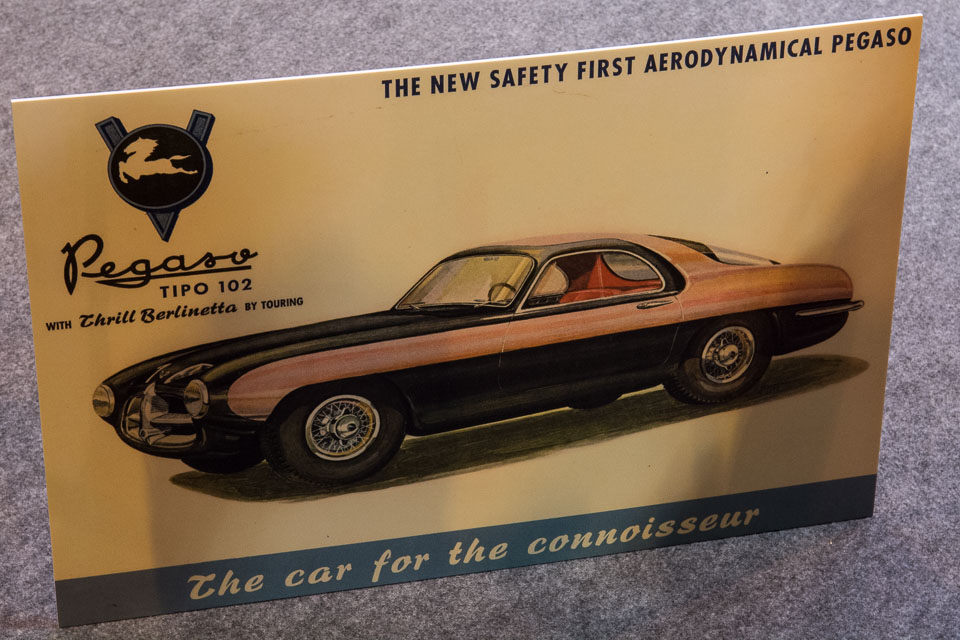 THE NEW SAFETY FIRST AERODYNAMICAL PEGASO
Pegaso
TIPO 102
WITH Thrill Berlinetta BY TOURING
The car for the connoisseur